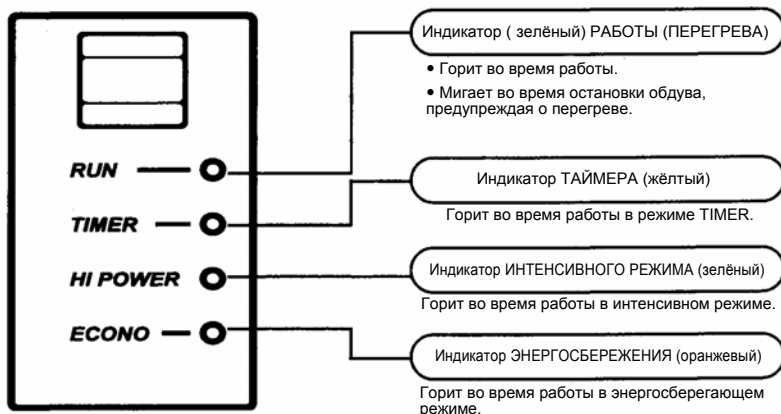 Индикатор ( зелёный) РАБОТЫ (ПЕРЕГРЕВА)
• Горит во время работы.
• Мигает во время остановки обдува,
предупреждая о перегреве.
RUN
Индикатор ТАЙМЕРА (жёлтый)
TIMER
Горит во время работы в режиме TIMER.
HI POWER
Индикатор ИНТЕНСИВНОГО РЕЖИМА (зелёный)
Горит во время работы в интенсивном режиме.
ECONO
Индикатор ЭНЕРГОСБЕРЕЖЕНИЯ (оранжевый)
Горит во время работы в энергосберегающем
режиме.